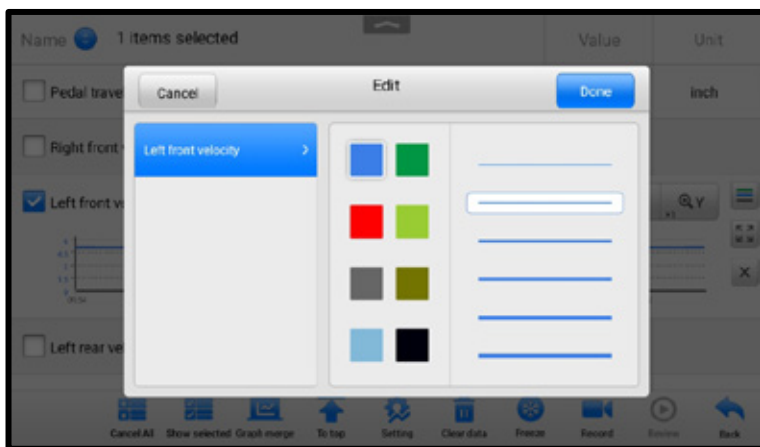 Name 1 items selected Value Unit
Cancel Edit Done
Pedal trave inch
Right front
Left front velocity
Left front ve Y
Left rear ve
Cancel All Show selected Graph merge To top Setting Clear data Freeze Record Review Back